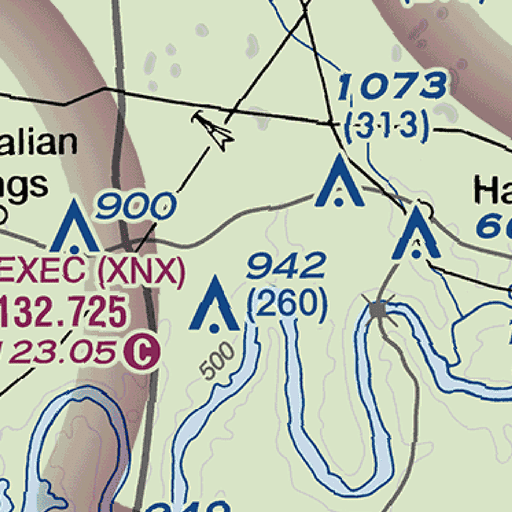 1073
(313)
alian
ngs
Ha
900
EXEC (XNX)
132.725
23.05 C
942
(260)
500